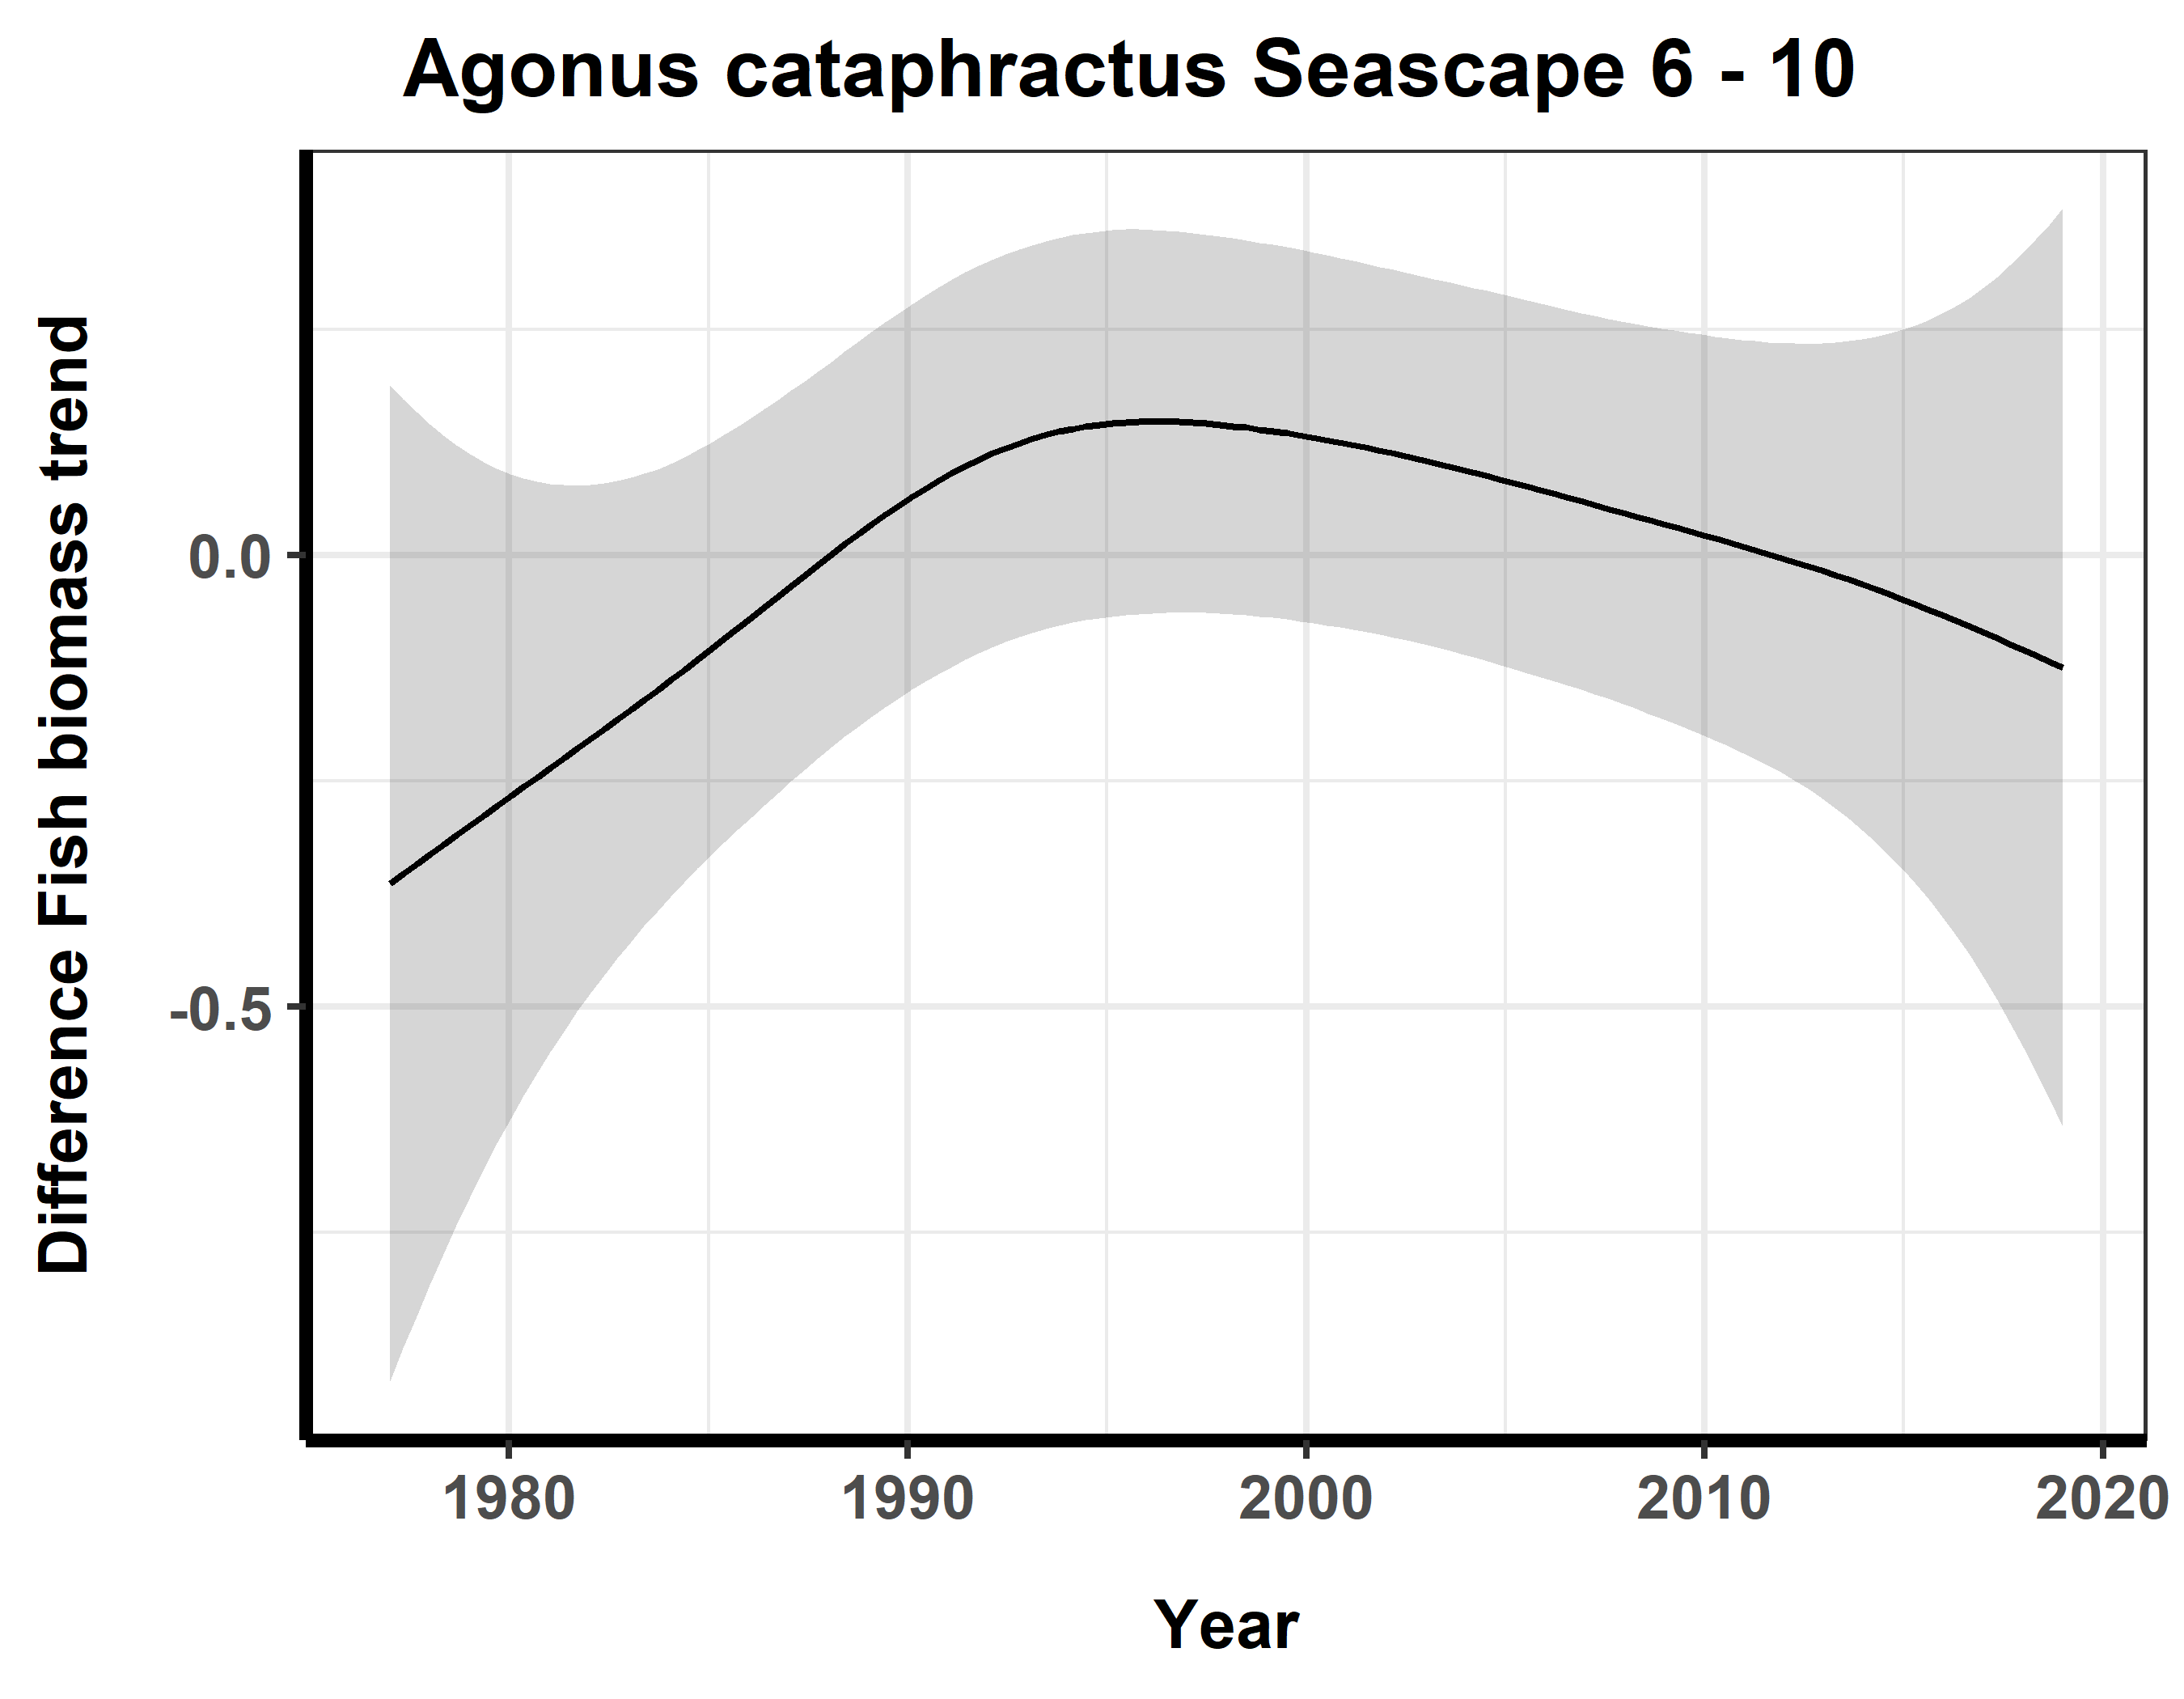 Agonus cataphractus Seascape 6 - 10
Difference Fish biomass trend
0.0
-0.5
1980
1990
2000
2010
2020
Year